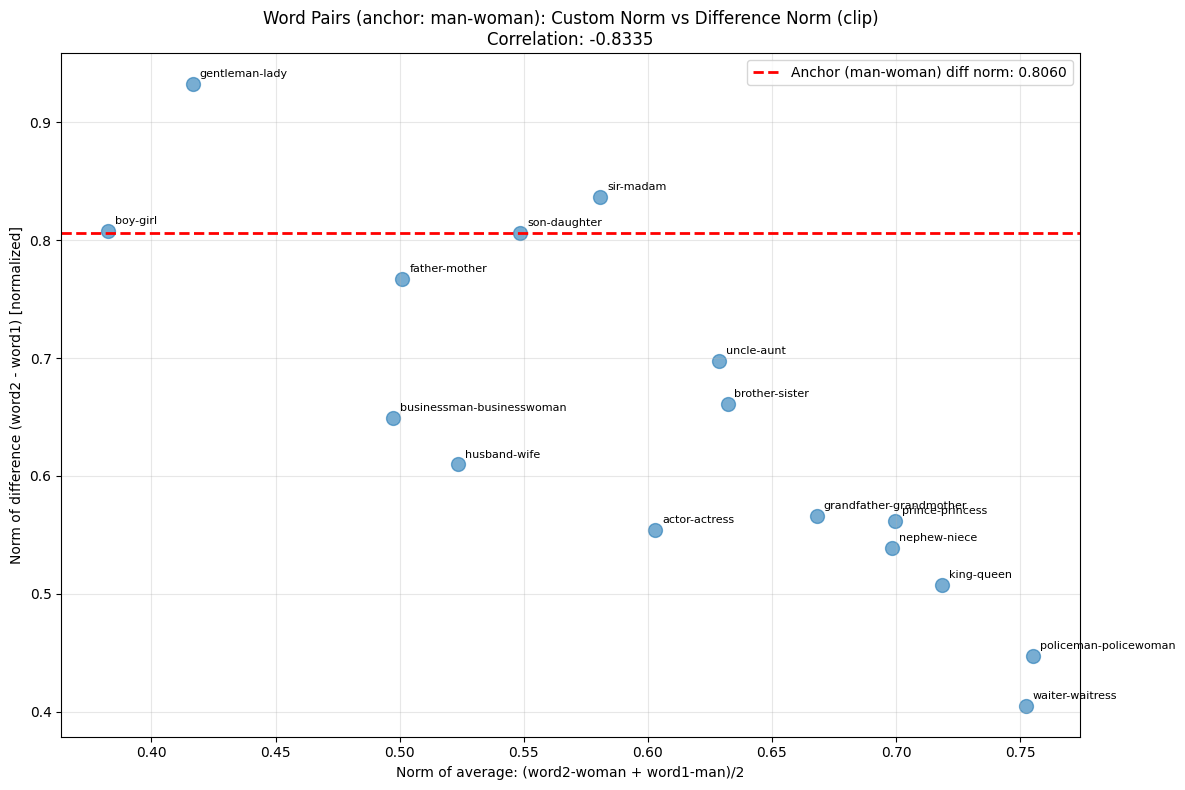 Word Pairs (anchor: man-woman): Custom Norm vs Difference Norm (clip)
Correlation: -0.8335
Anchor (man-woman) diff norm: 0.8060
gentleman-lady
sir-madam
boy-girl
son-daughter
father-mother
uncle-aunt
brother-sister
businessman-businesswoman
husband-wife
grandfather-grandmother
prince-princess
actor-actress
nephew-niece
king-queen
policeman-policewoman
waiter-waitress
Norm of difference (word2 - word1) [normalized]
0.9
0.8
0.7
0.6
0.5
0.4
0.40 0.45 0.50 0.55 0.60 0.65 0.70 0.75
Norm of average: (word2-woman + word1-man)/2